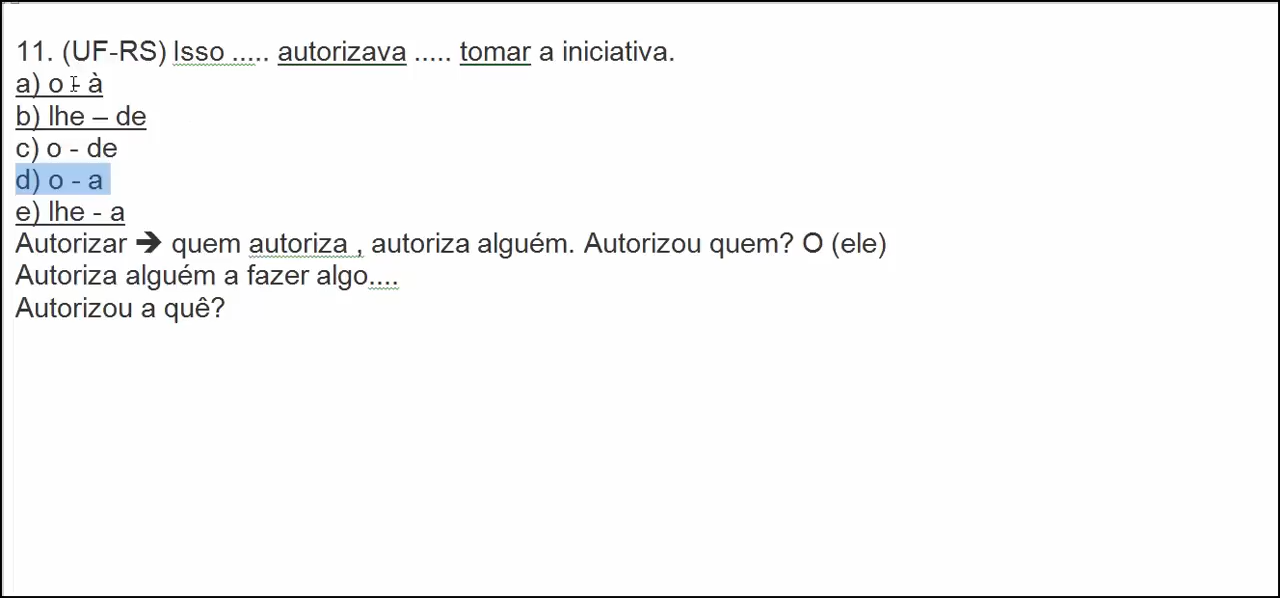 11. (UF-RS) Isso ..... autorizava ..... tomar a iniciativa.
a) o - à
b) lhe – de
c) o - de
d) o - a
e) lhe - a
Autorizar ➔ quem autoriza , autoriza alguém. Autorizou quem? O (ele)
Autoriza alguém a fazer algo....
Autorizou a quê?